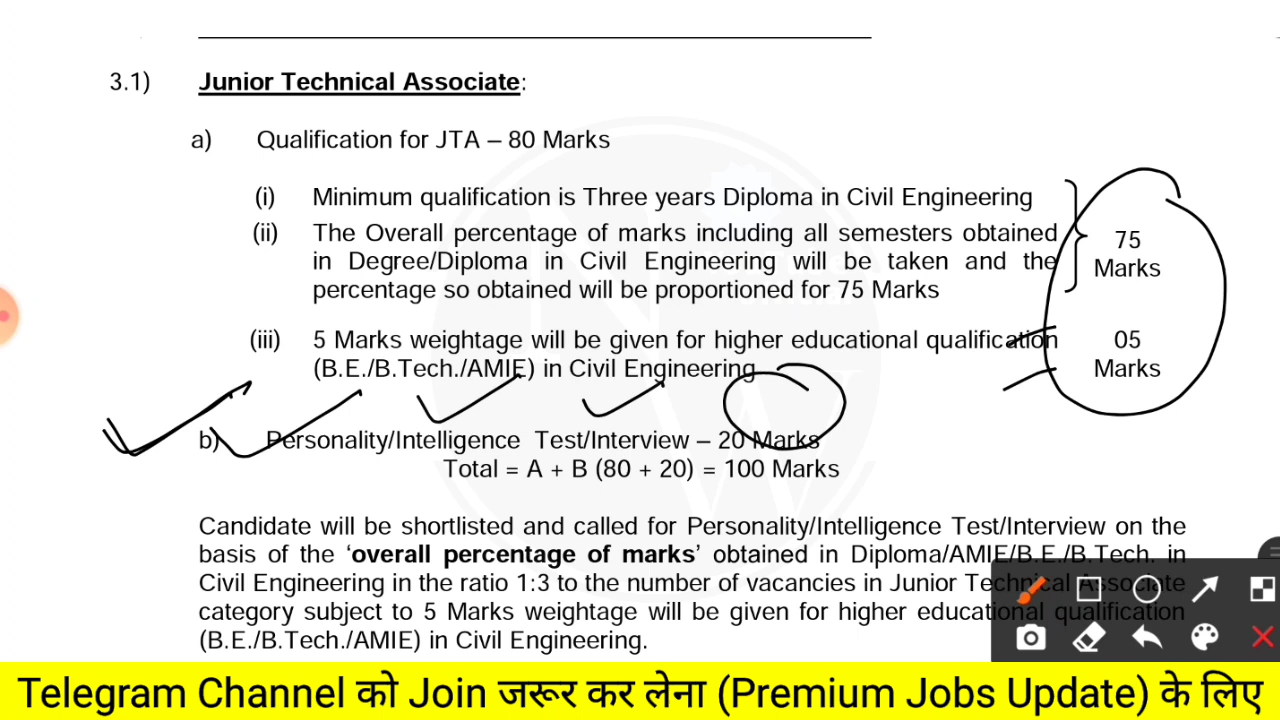 3.1) Junior Technical Associate:
a) Qualification for JTA – 80 Marks
(i) Minimum qualification is Three years Diploma in Civil Engineering
(ii) The Overall percentage of marks including all semesters obtained
in Degree/Diploma in Civil Engineering will be taken and the
percentage so obtained will be proportioned for 75 Marks
75
Marks
(iii) 5 Marks weightage will be given for higher educational qualification
(B.E./B.Tech./AMIE) in Civil Engineering
05
Marks
b) Personality/Intelligence Test/Interview – 20 Marks
Total = A + B (80 + 20) = 100 Marks
Candidate will be shortlisted and called for Personality/Intelligence Test/Interview on the
basis of the ‘overall percentage of marks’ obtained in Diploma/AMIE/B.E./B.Tech. in
Civil Engineering in the ratio 1:3 to the number of vacancies in Junior Technical Associate
category subject to 5 Marks weightage will be given for higher educational qualification
(B.E./B.Tech./AMIE) in Civil Engineering.
Telegram Channel को Join जरूर कर लेना (Premium Jobs Update) के लिए